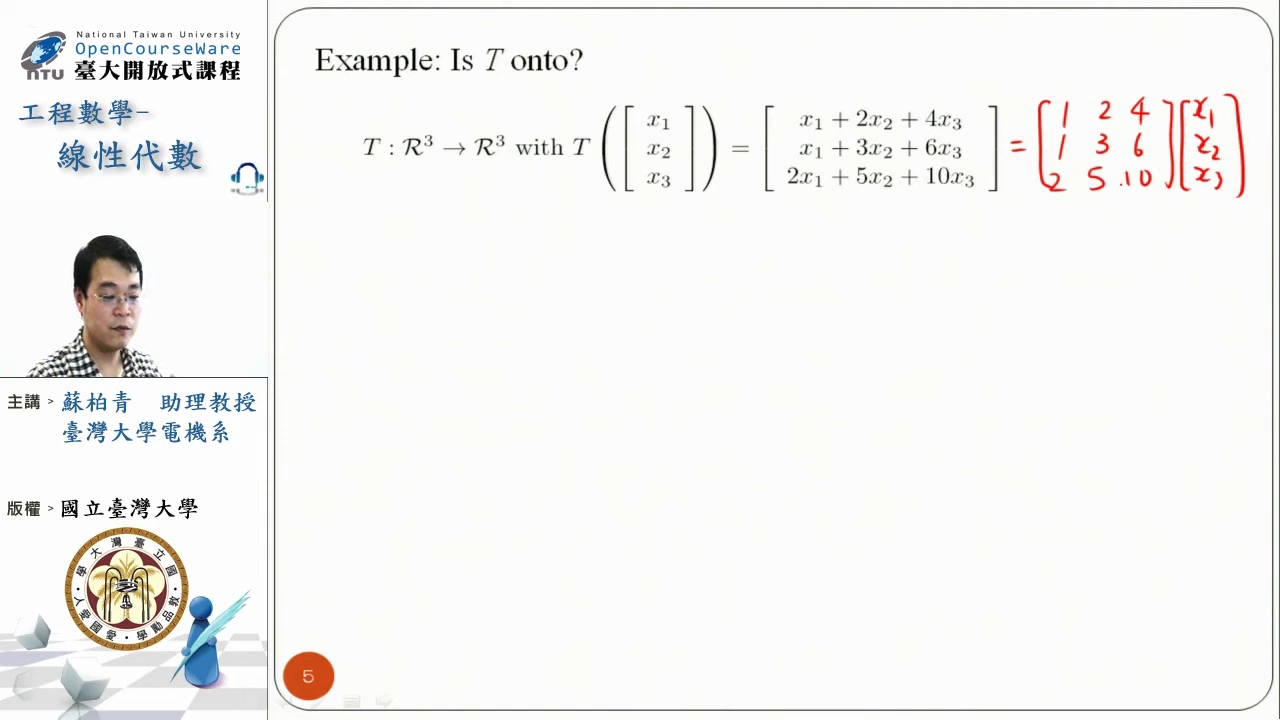 National Taiwan University
OpenCourseWare
NTU 臺大開放式課程
工程數學-
線性代數
主講 > 蘇柏青 助理教授
臺灣大學電機系
版權 > 國立臺灣大學
Example: Is T onto?
T : R³ → R³ with T ( [ x₁ x₂ x₃ ] ) = [ x₁ + 2x₂ + 4x₃
x₁ + 3x₂ + 6x₃
2x₁ + 5x₂ + 10x₃ ] = [ 1 2 4
1 3 6
2 5 10 ] [ x₁
x₂
x₃ ]
5